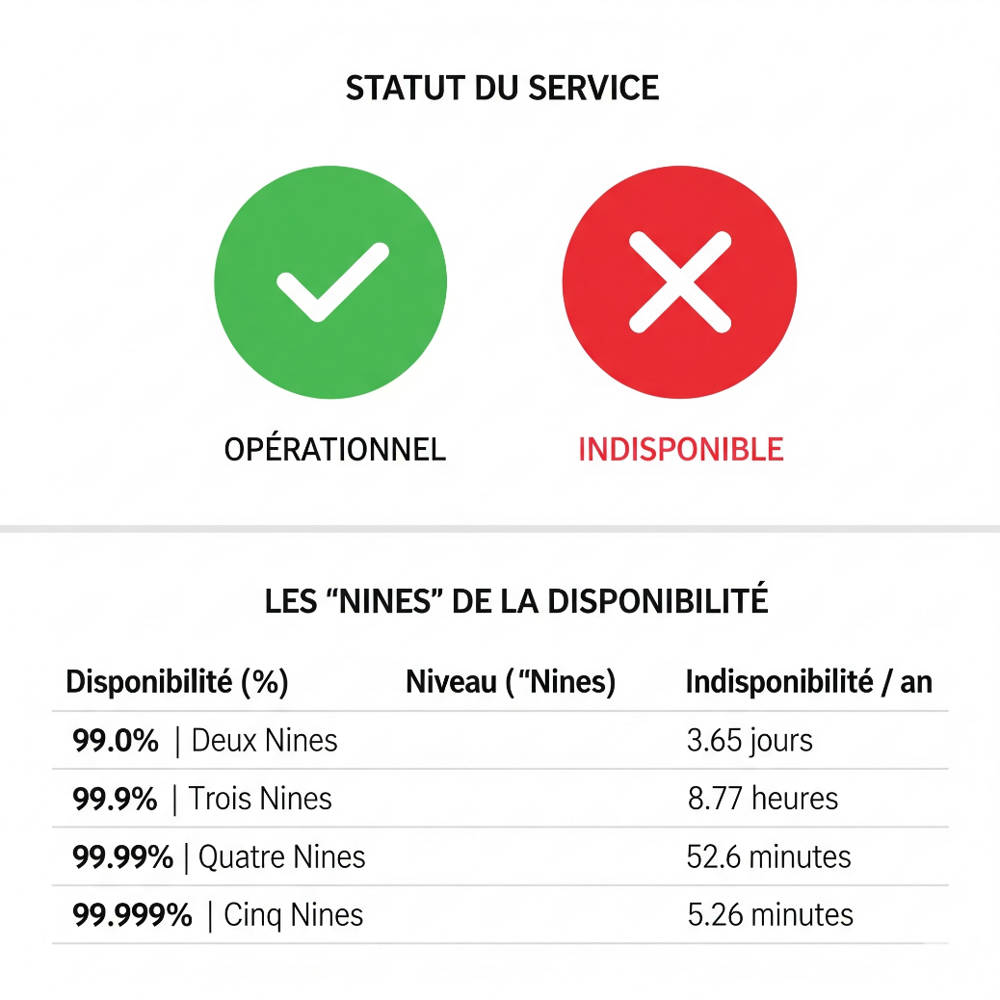 STATUT DU SERVICE
OPÉRATIONNEL INDISPONIBLE
LES “NINES” DE LA DISPONIBILITÉ
Disponibilité (%) Niveau (“Nines) Indisponibilité / an
99.0% | Deux Nines 3.65 jours
99.9% | Trois Nines 8.77 heures
99.99% | Quatre Nines 52.6 minutes
99.999% | Cinq Nines 5.26 minutes